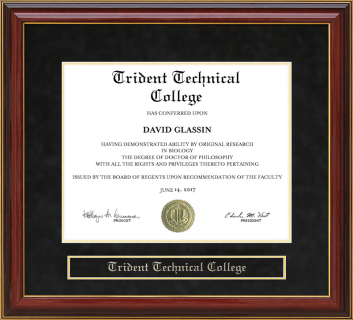 Trident Technical
College
HAS CONFERRED UPON
DAVID GLASSIN
HAVING DEMONSTRATED ABILITY BY ORIGINAL RESEARCH
IN BIOLOGY
THE DEGREE OF DOCTOR OF PHILOSOPHY
WITH ALL THE RIGHTS AND PRIVILEGES THERETO PERTAINING
ISSUED BY THE BOARD OF REGENTS UPON RECOMMENDATION OF THE FACULTY
JUNE 14, 2017
PROVOST
PRESIDENT
Trident Technical College